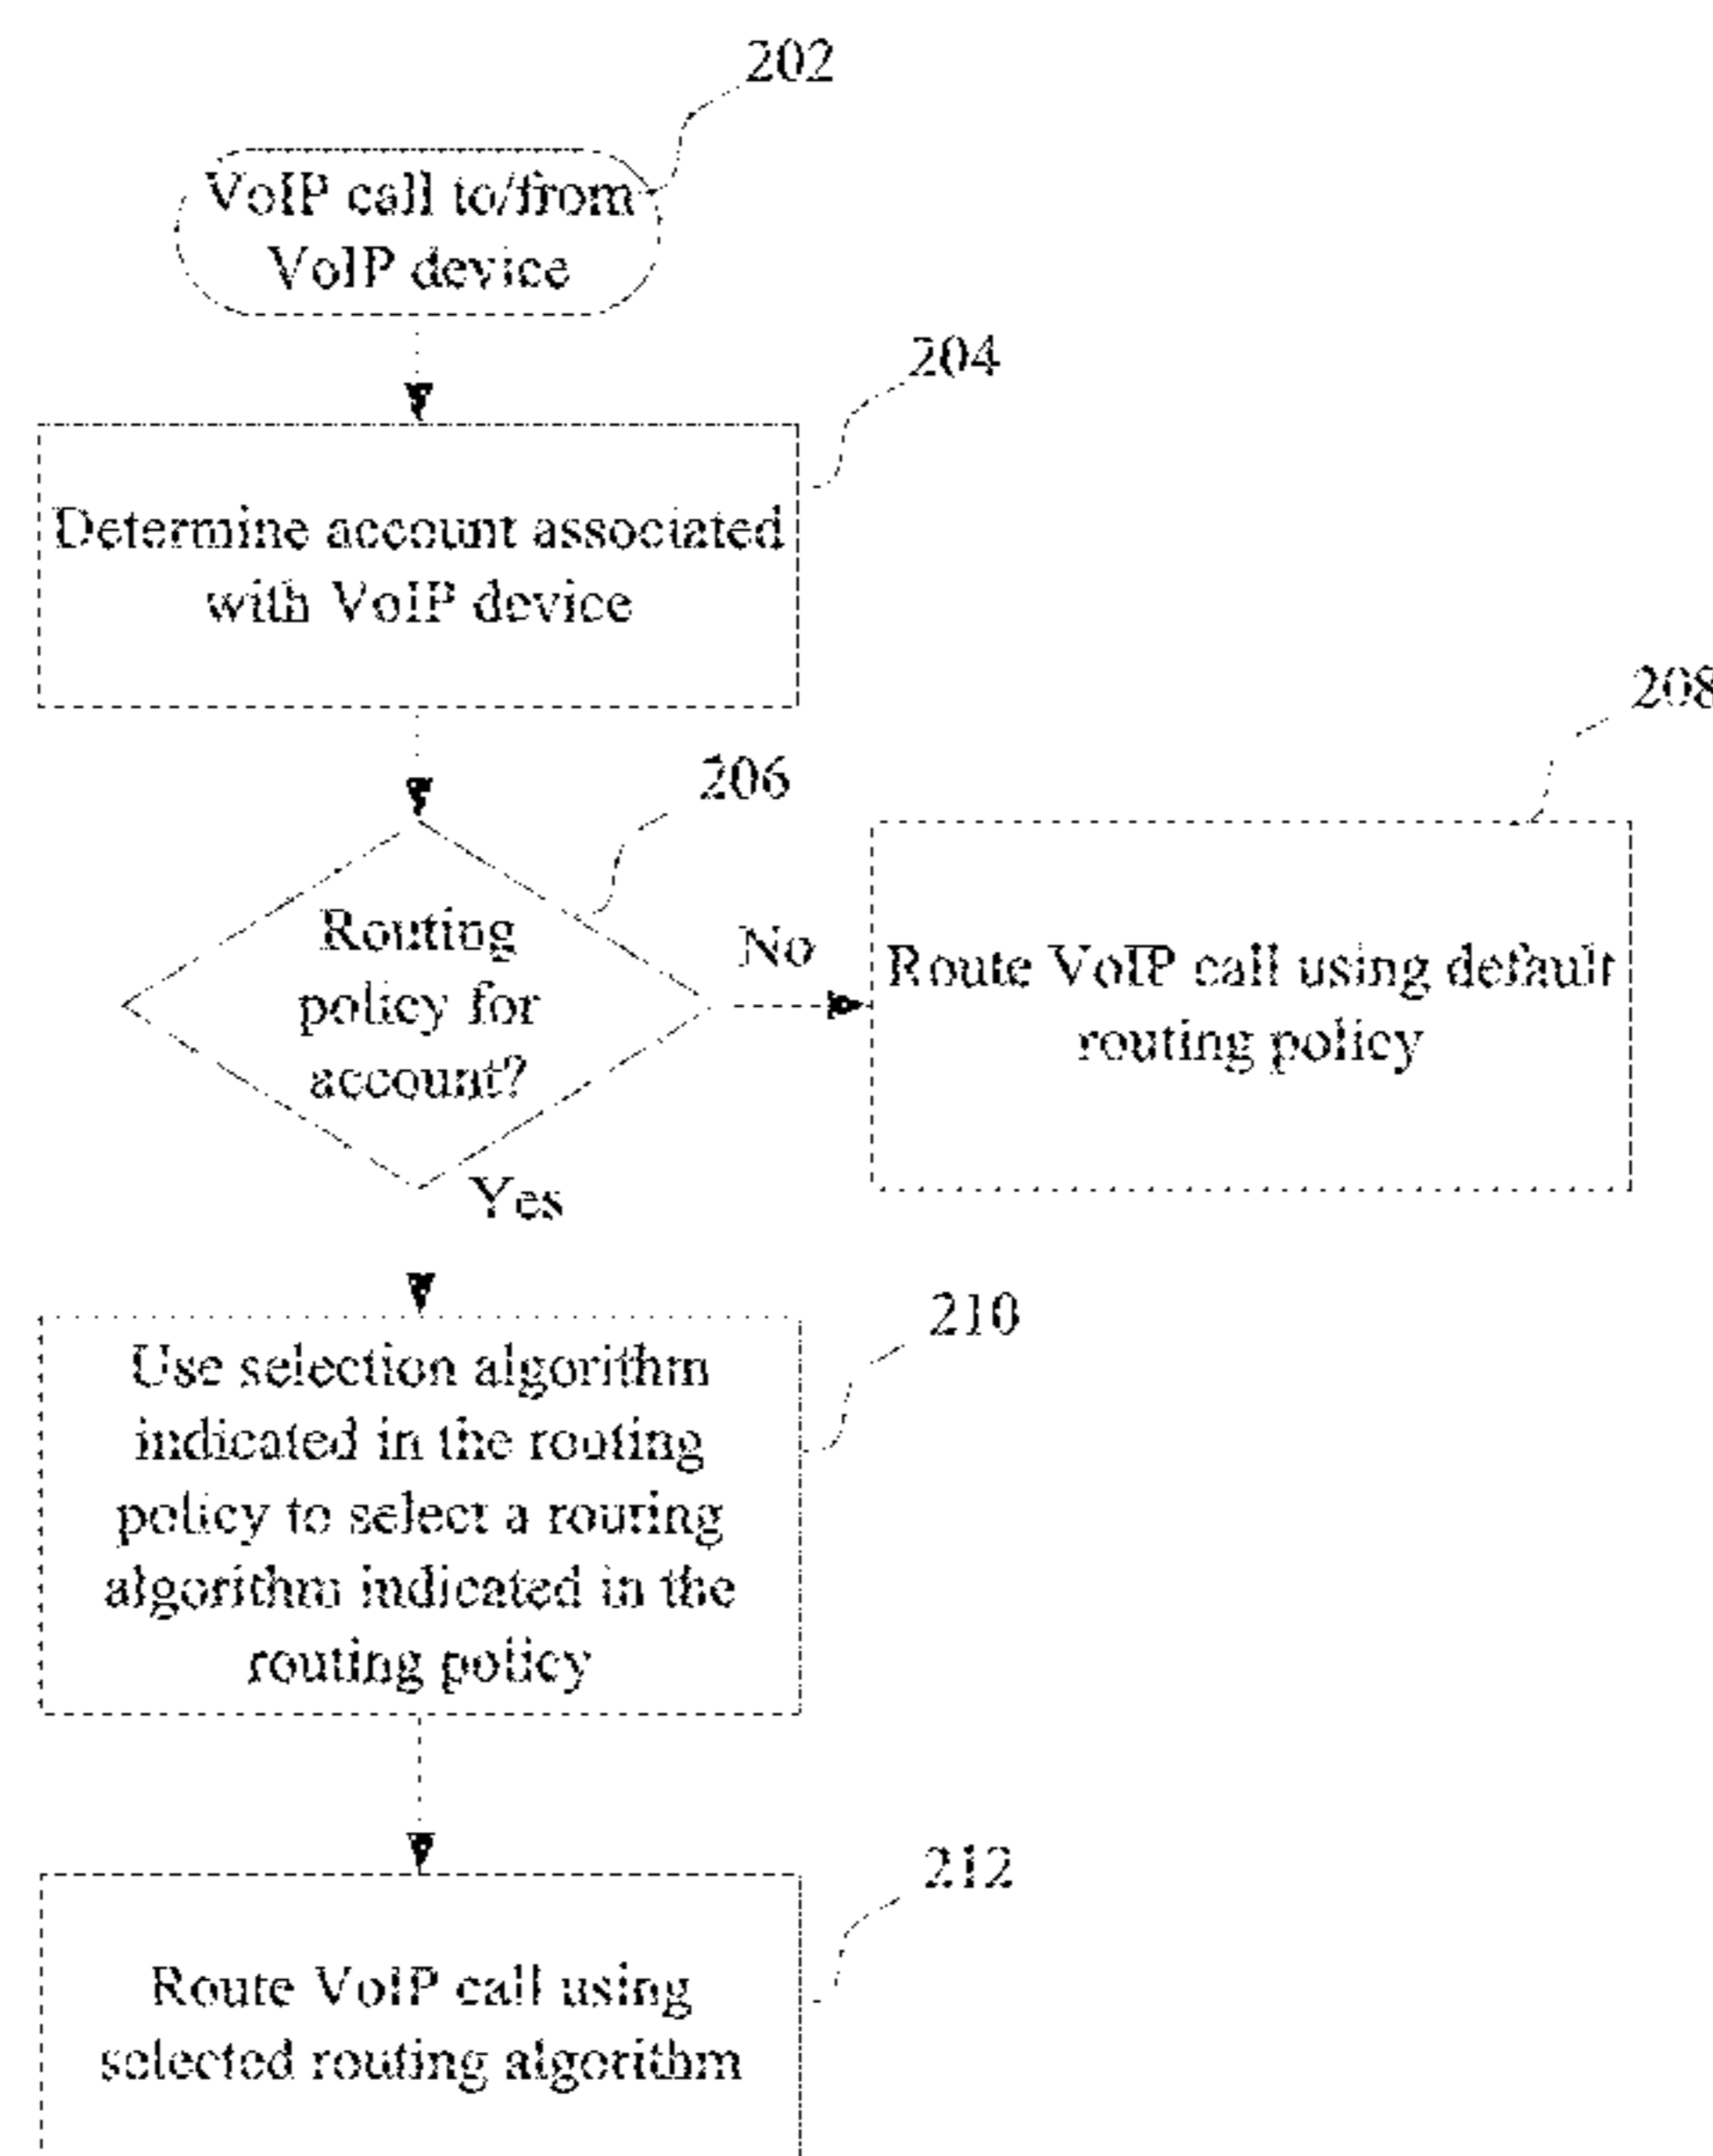 202
VoIP call to/from
VoIP device
204
Determine account associated
with VoIP device
208
206
Routing
policy for
account?
No
Route VoIP call using default
routing policy
Yes
210
Use selection algorithm
indicated in the routing
policy to select a routing
algorithm indicated in the
routing policy
212
Route VoIP call using
selected routing algorithm